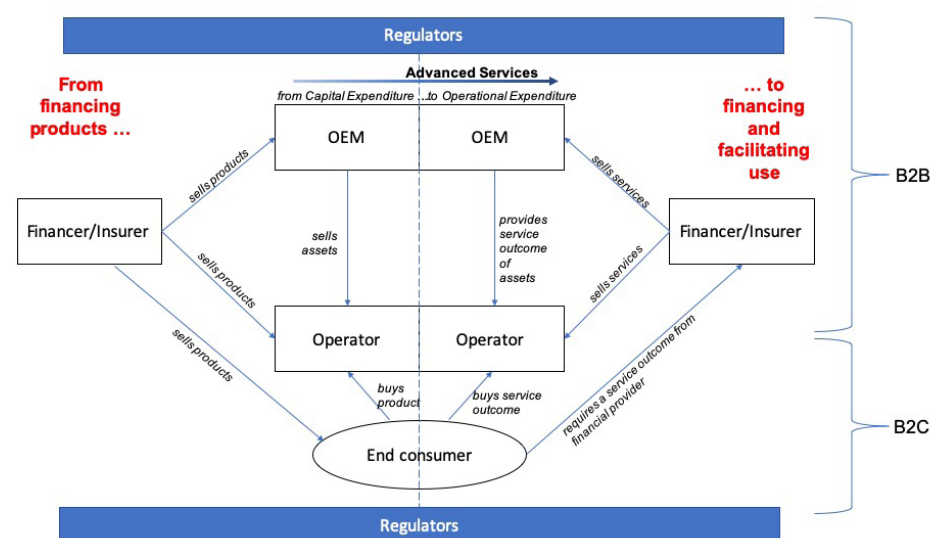 Regulators
From
financing
products …
Advanced Services
from Capital Expenditure …to Operational Expenditure
… to
financing
and
facilitating
use
OEM
OEM
B2B
sells products
sells services
Financer/Insurer
sells
assets
provides
service
outcome
of
assets
Financer/Insurer
sells products
sells services
Operator
Operator
sells products
buys
product
buys service
outcome
requires a service outcome from
financial provider
B2C
End consumer
Regulators